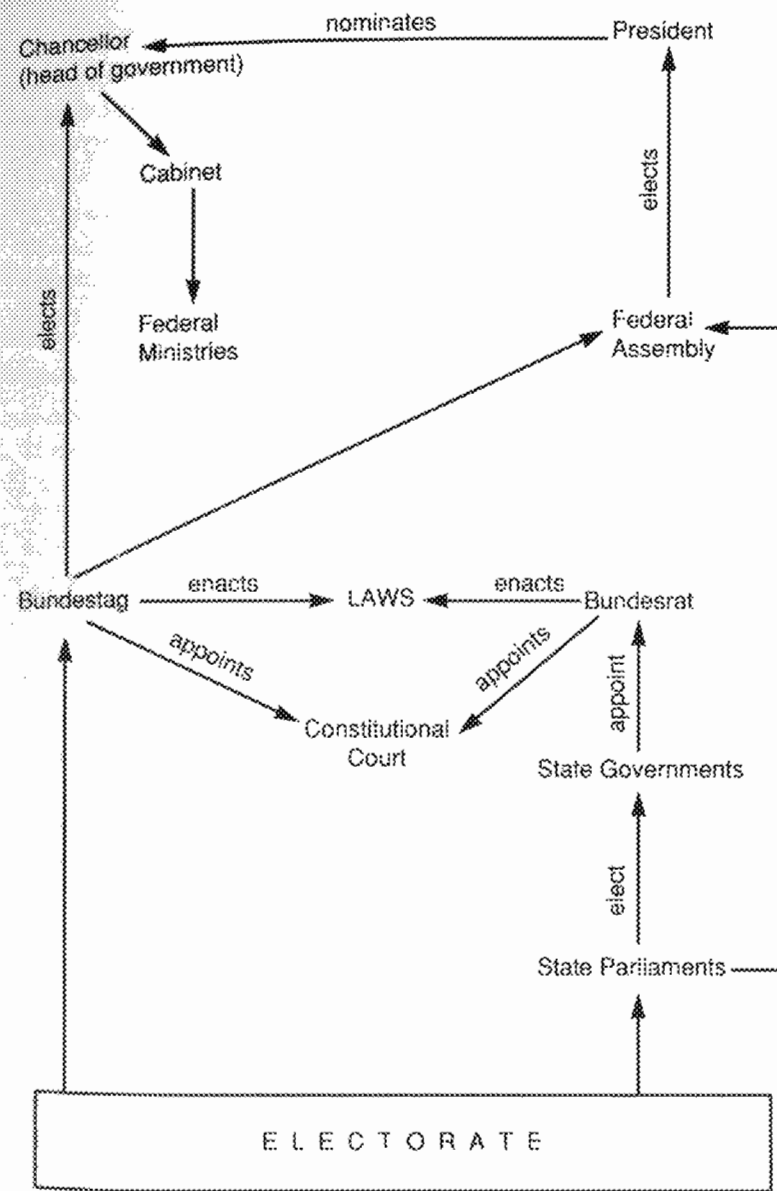 nominates
President
Chancellor
(head of government)
Cabinet
elects
elects
Federal
Ministries
Federal
Assembly
Bundestag
enacts
LAWS
enacts
Bundesrat
appoints
appoints
appoint
Constitutional
Court
State Governments
elect
State Parliaments
ELECTORATE